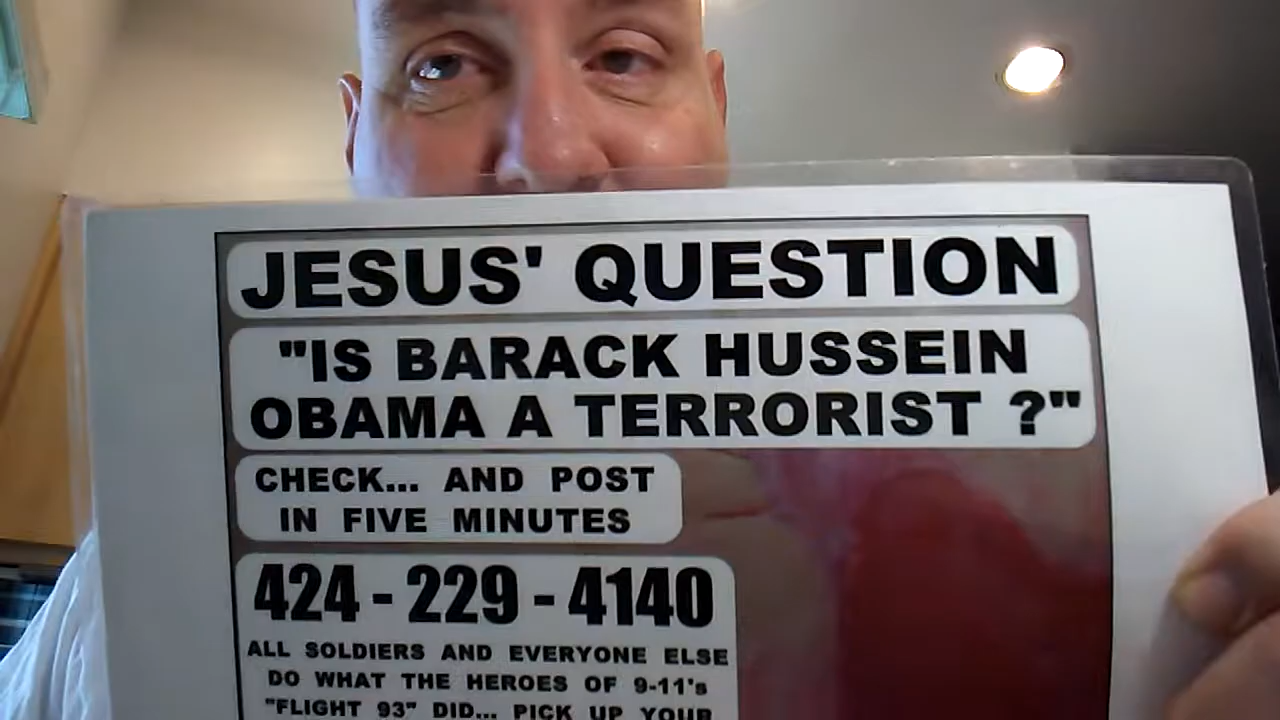 JESUS' QUESTION
"IS BARACK HUSSEIN
OBAMA A TERRORIST ?"
CHECK... AND POST
IN FIVE MINUTES
424 - 229 - 4140
ALL SOLDIERS AND EVERYONE ELSE
DO WHAT THE HEROES OF 9-11's
"FLIGHT 93" DID... PICK UP YOUR